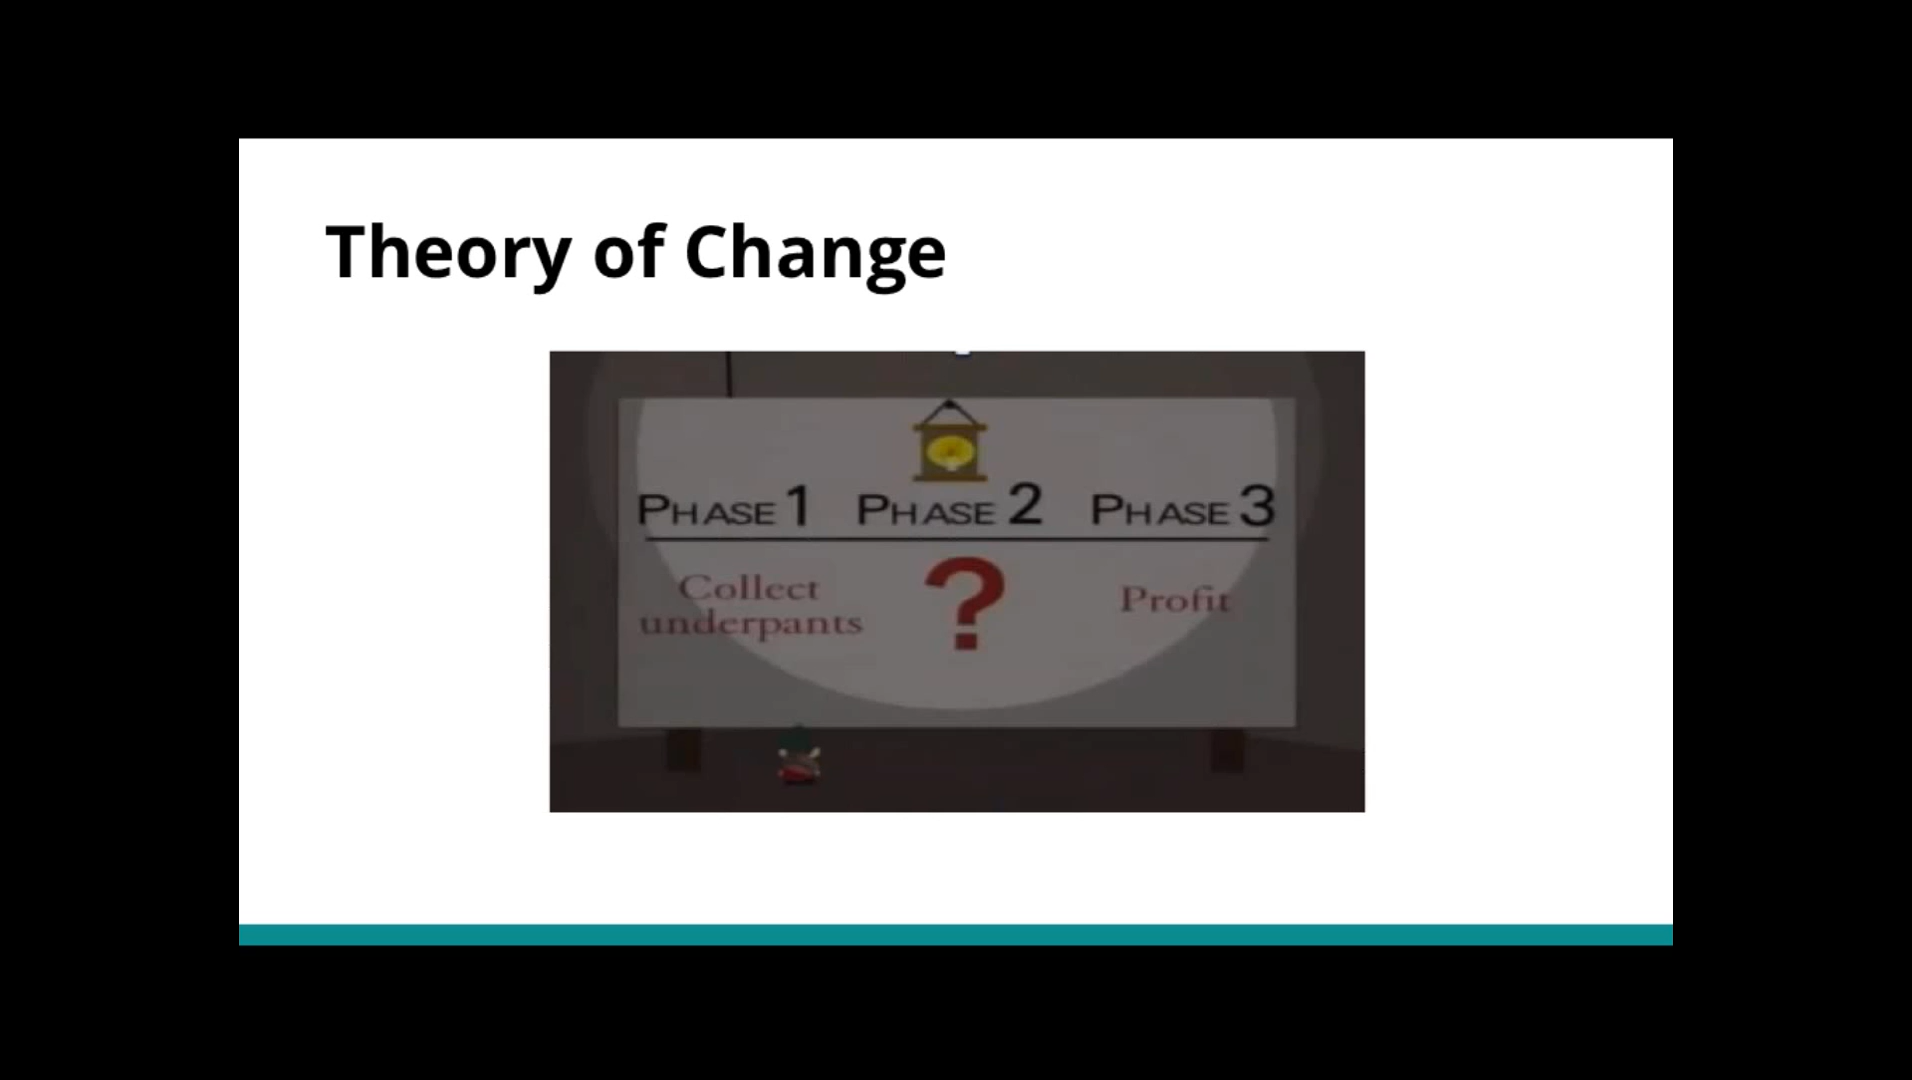 Theory of Change
PHASE 1 PHASE 2 PHASE 3
Collect
underpants
?
Profit